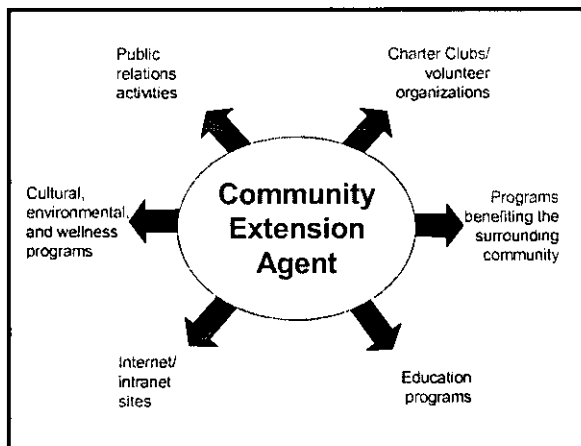 Public
relations
activities
Charter Clubs/
volunteer
organizations
Cultural,
environmental,
and wellness
programs
Community
Extension
Agent
Programs
benefiting the
surrounding
community
Internet/
intranet
sites
Education
programs